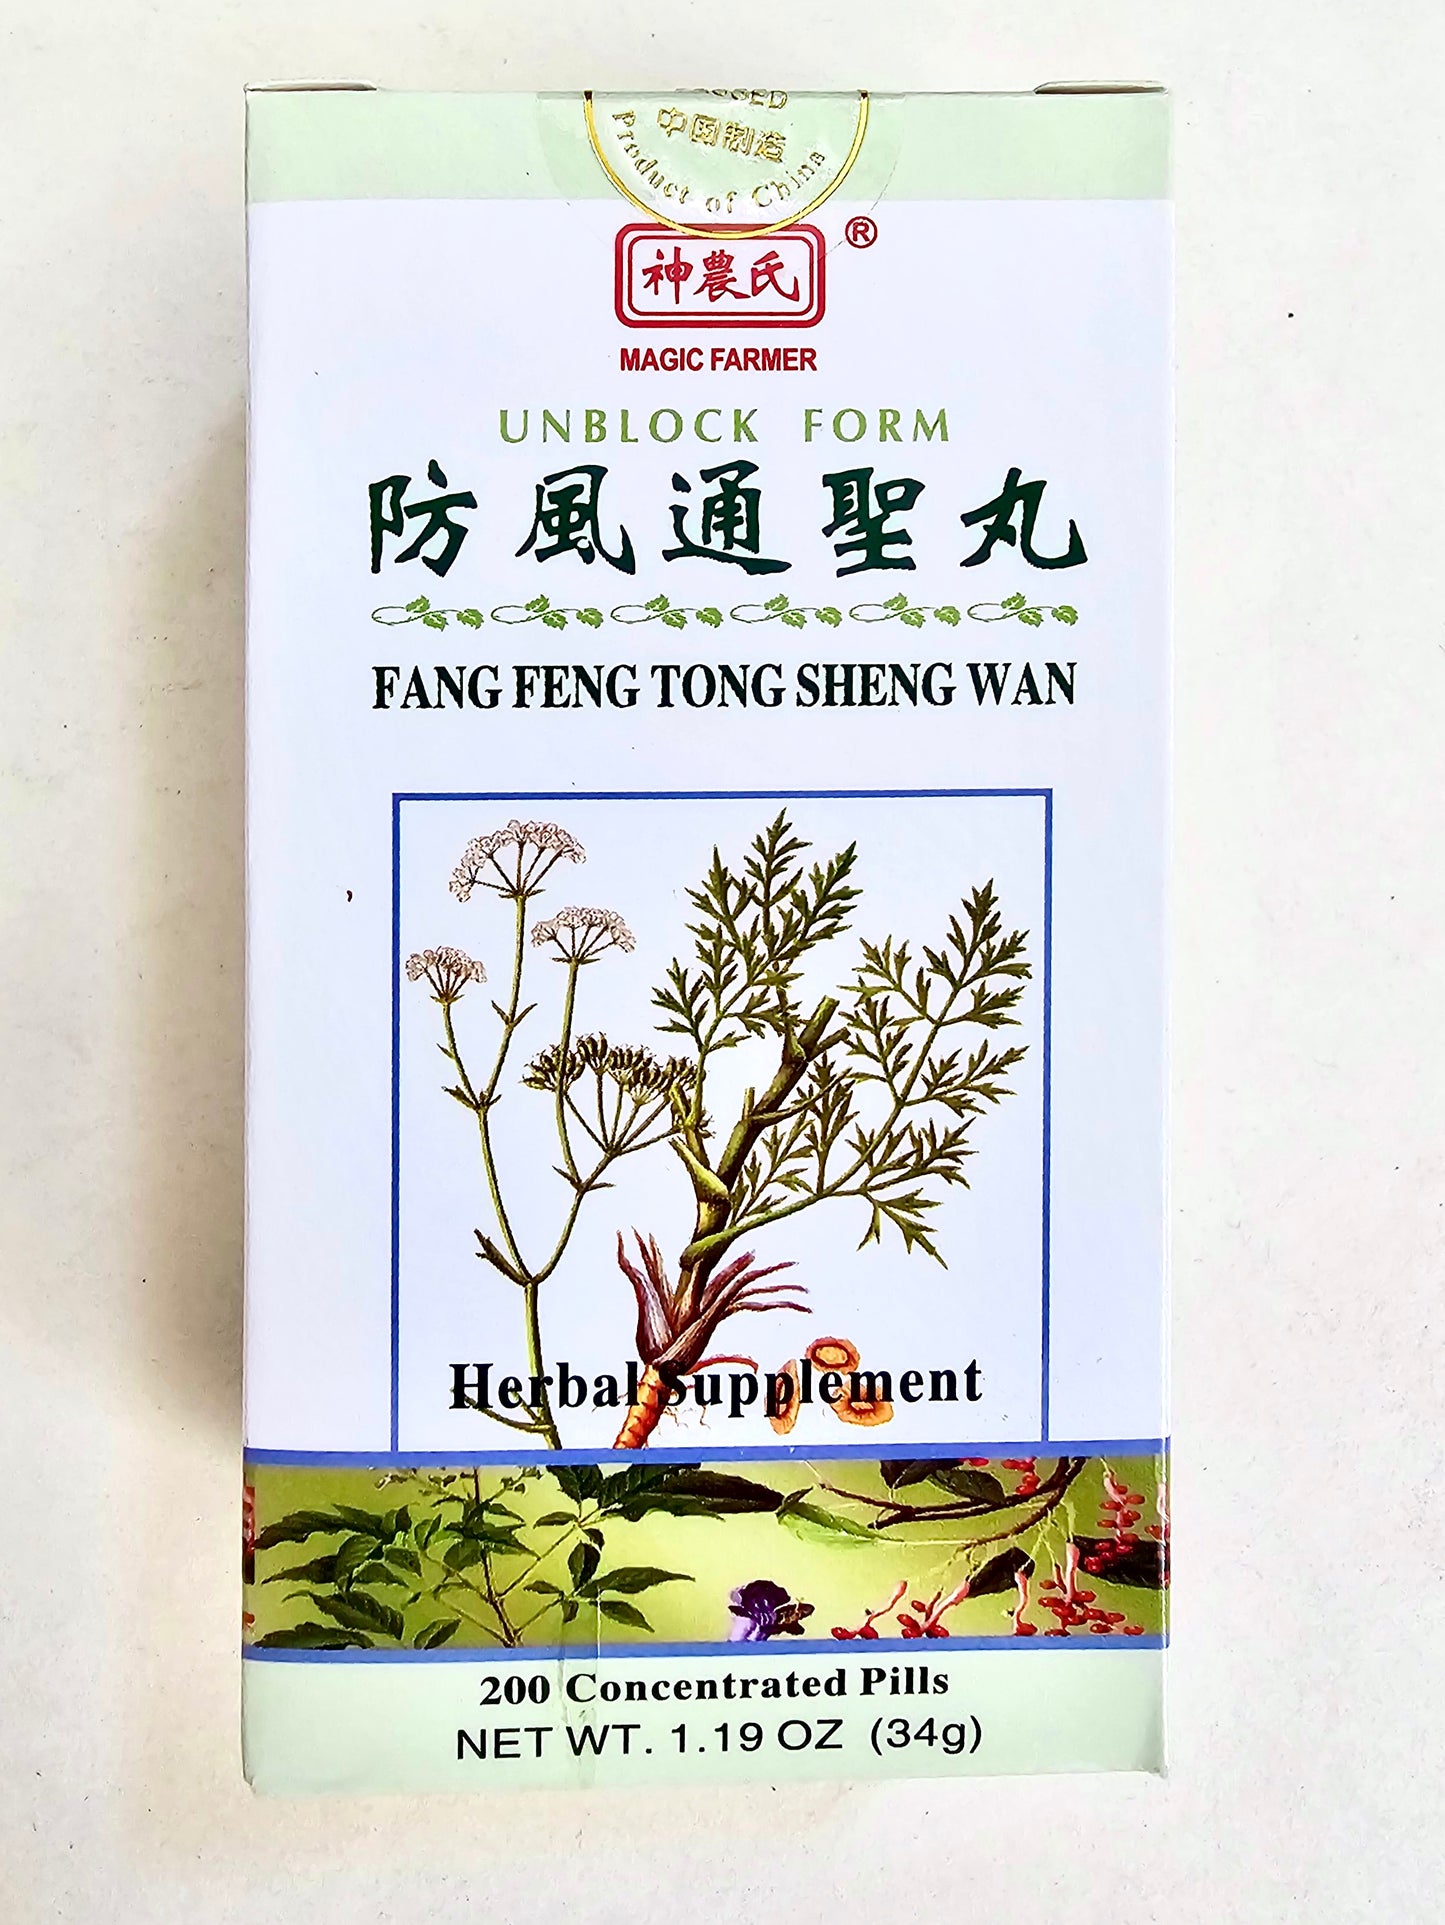 中国制造
Product of China
神農氏®
MAGIC FARMER
UNBLOCK FORM
防風通聖丸
FANG FENG TONG SHENG WAN
Herbal Supplement
200 Concentrated Pills
NET WT. 1.19 OZ (34g)